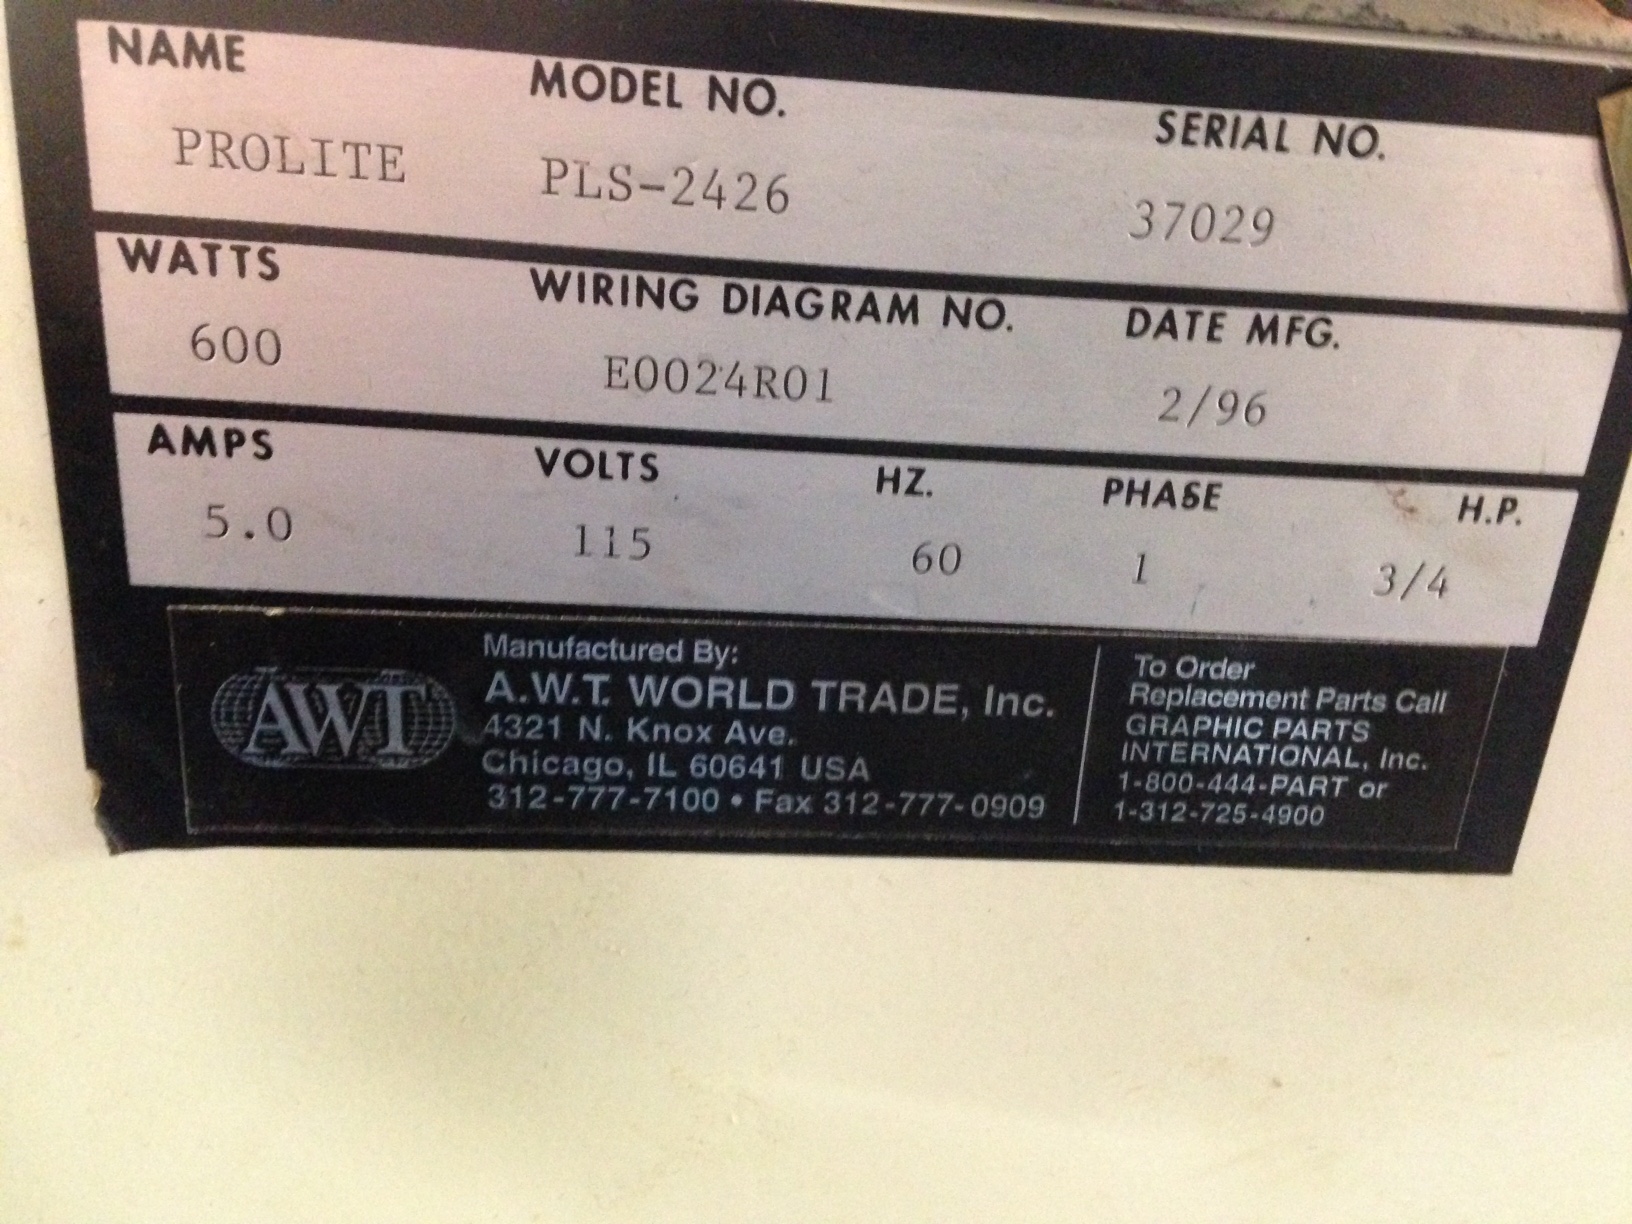 NAME MODEL NO. SERIAL NO.
PROLITE PLS-2426 37029
WATTS WIRING DIAGRAM NO. DATE MFG.
600 E0024R01 2/96
AMPS VOLTS HZ. PHASE H.P.
5.0 115 60 1 3/4
AWT
Manufactured By:
A.W.T. WORLD TRADE, Inc.
4321 N. Knox Ave.
Chicago, IL 60641 USA
312-777-7100 • Fax 312-777-0909
To Order
Replacement Parts Call
GRAPHIC PARTS
INTERNATIONAL, Inc.
1-800-444-PART or
1-312-725-4900